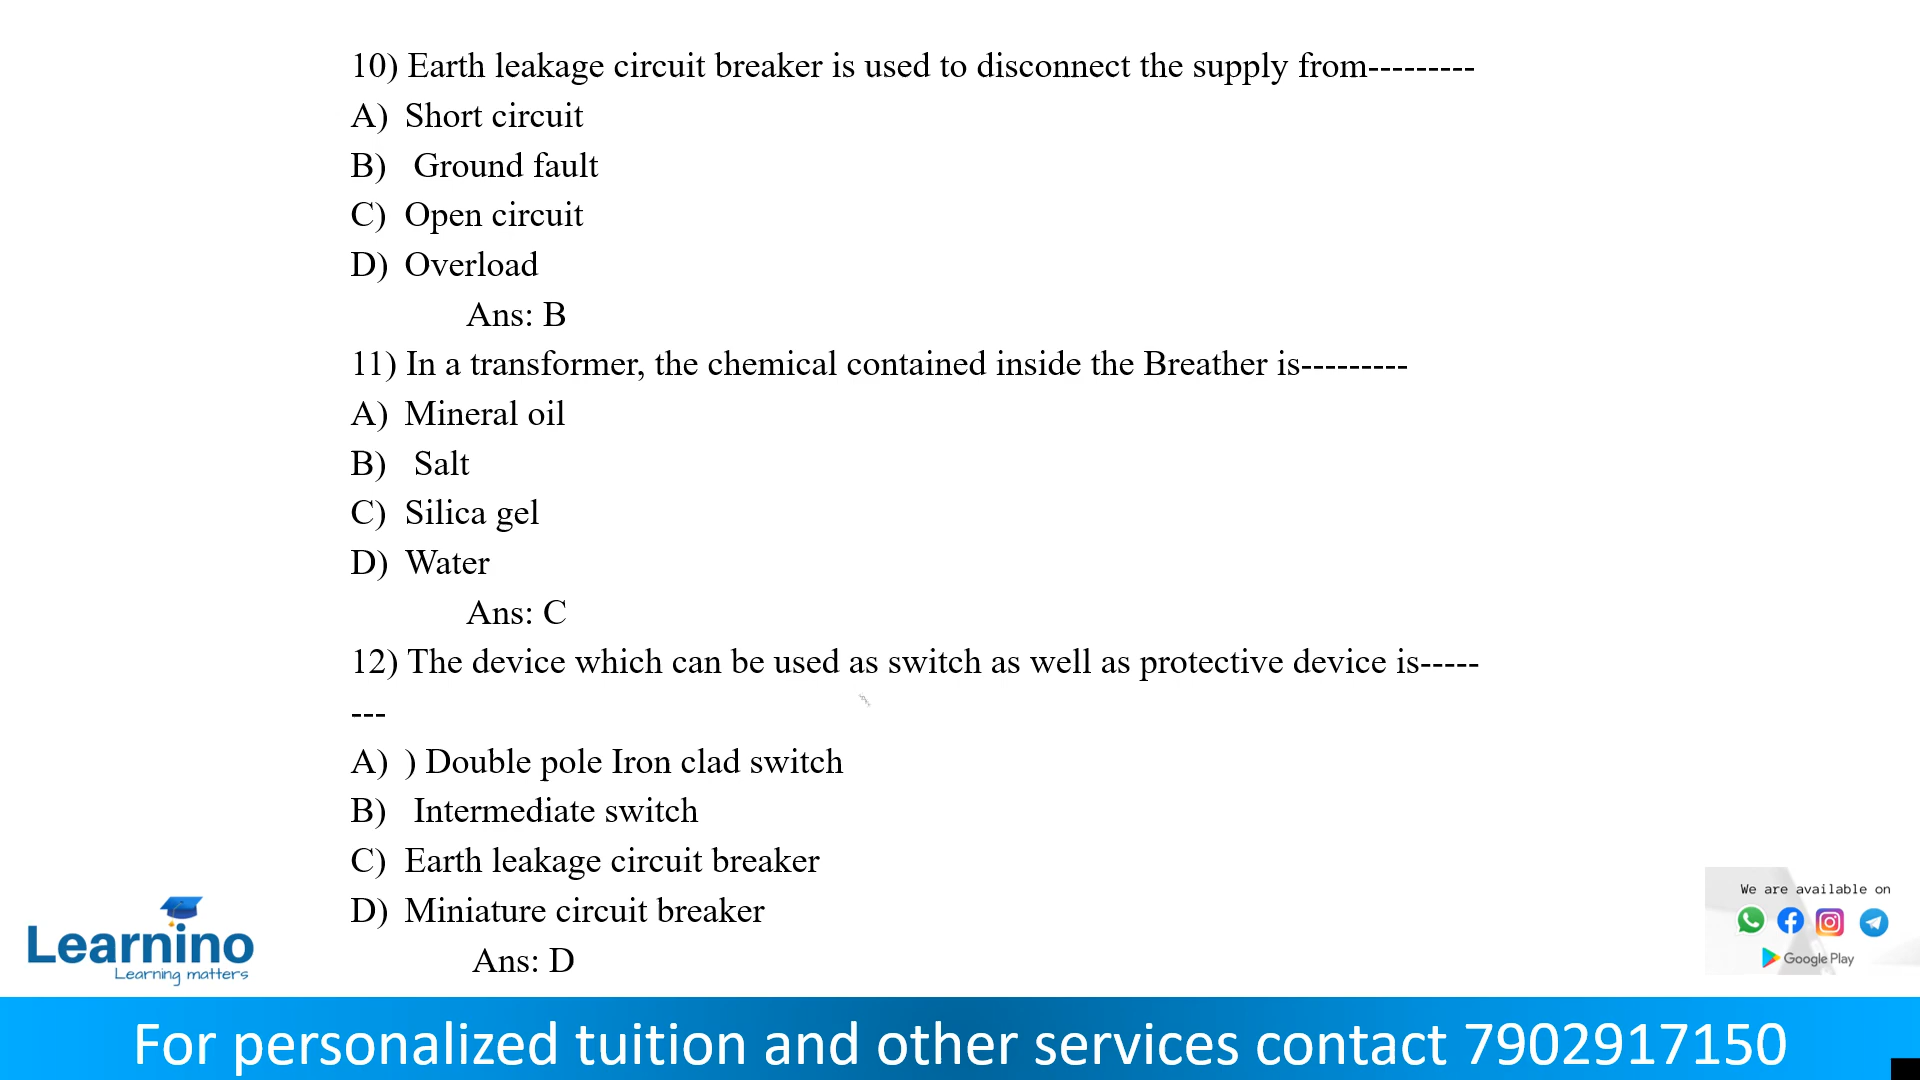 10) Earth leakage circuit breaker is used to disconnect the supply from---------
A) Short circuit
B) Ground fault
C) Open circuit
D) Overload
Ans: B
11) In a transformer, the chemical contained inside the Breather is---------
A) Mineral oil
B) Salt
C) Silica gel
D) Water
Ans: C
12) The device which can be used as switch as well as protective device is-----
---
A) ) Double pole Iron clad switch
B) Intermediate switch
C) Earth leakage circuit breaker
D) Miniature circuit breaker
Ans: D
Learnino
Learning matters
We are available on
Google Play
For personalized tuition and other services contact 7902917150